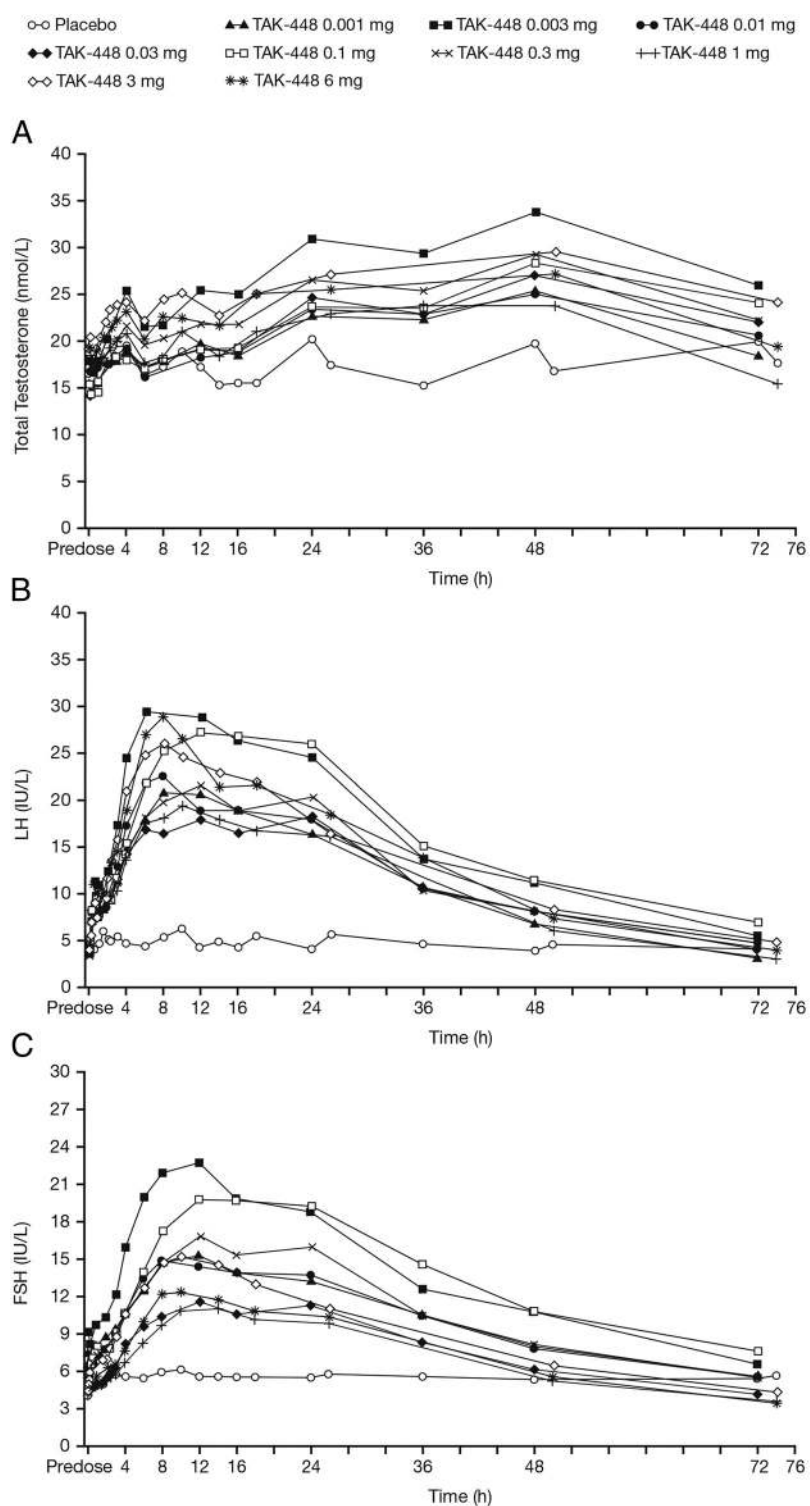 Placebo TAK-448 0.001 mg TAK-448 0.003 mg TAK-448 0.01 mg
TAK-448 0.03 mg TAK-448 0.1 mg TAK-448 0.3 mg TAK-448 1 mg
TAK-448 3 mg TAK-448 6 mg
A
40
35
30
25
20
15
10
5
0
Total Testosterone (nmol/L)
Predose 4 8 12 16 24 36 48 72 76
Time (h)
B
40
35
30
25
20
15
10
5
0
LH (IU/L)
Predose 4 8 12 16 24 36 48 72 76
Time (h)
C
30
27
24
21
18
15
12
9
6
3
0
FSH (IU/L)
Predose 4 8 12 16 24 36 48 72 76
Time (h)